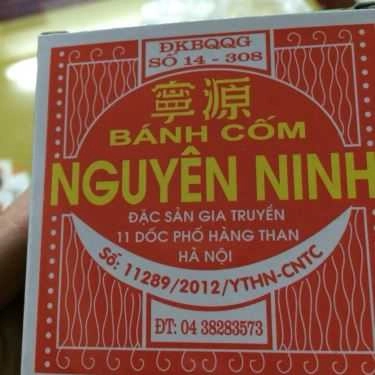 ĐKBQQG
SỐ 14 - 308
寧源
BÁNH CỐM
NGUYÊN NINH
ĐẶC SẢN GIA TRUYỀN
11 DỐC PHỐ HÀNG THAN
HÀ NỘI
Số: 11289/2012/YTHN-CNTC
ĐT: 04 38283573